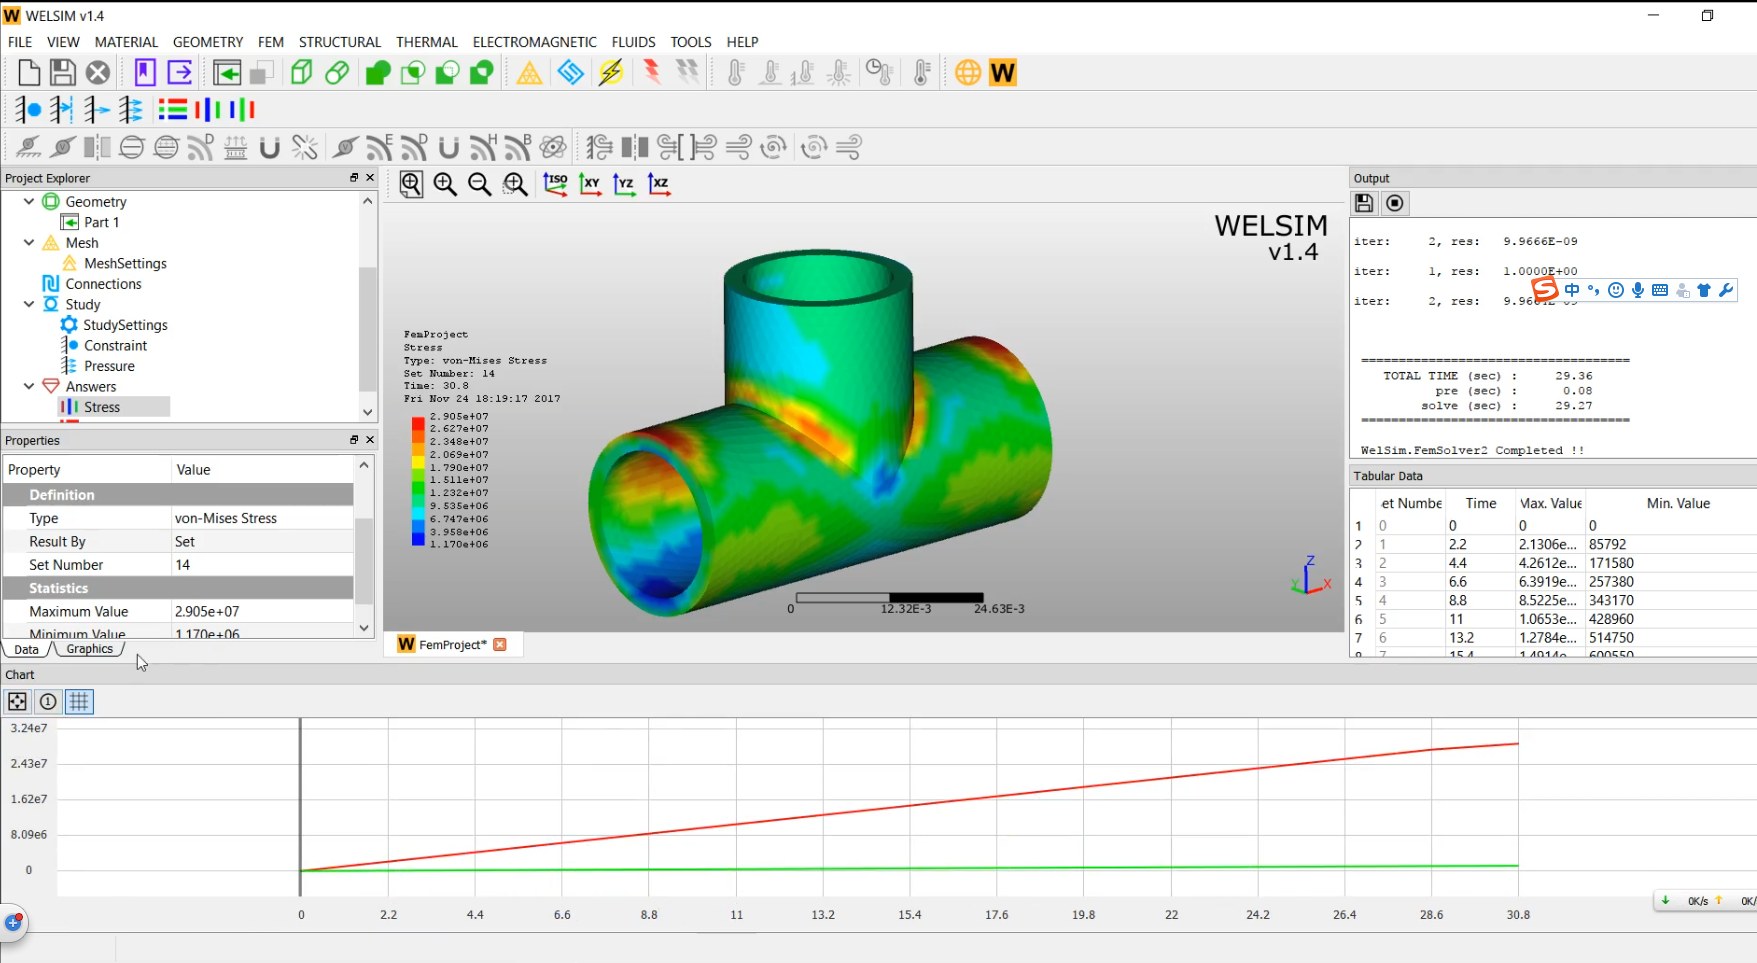 WELSIM v1.4
FILE VIEW MATERIAL GEOMETRY FEM STRUCTURAL THERMAL ELECTROMAGNETIC FLUIDS TOOLS HELP
W
D V E D H B
Project Explorer
Geometry
Part 1
Mesh
MeshSettings
Connections
Study
StudySettings
Constraint
Pressure
Answers
Stress
Properties
Property Value
Definition
Type von-Mises Stress
Result By Set
Set Number 14
Statistics
Maximum Value 2.905e+07
Minimum Value 1.170e+06
Data Graphics
ISO XY YZ XZ
WELSIM
v1.4
FemProject
Stress
Type: von-Mises Stress
Set Number: 14
Time: 30.8
Fri Nov 24 18:19:17 2017
2.905e+07
2.627e+07
2.348e+07
2.069e+07
1.790e+07
1.511e+07
1.232e+07
9.535e+06
6.747e+06
3.958e+06
1.170e+06
0 12.32E-3 24.63E-3
Z
Y X
W FemProject*
Output
iter: 2, res: 9.9666E-09
iter: 1, res: 1.0000E+00
iter: 2, res:
S 中
====================================
TOTAL TIME (sec) : 29.36
pre (sec) : 0.08
solve (sec) : 29.27
====================================
WelSim.FemSolver2 Completed !!
Tabular Data
et Numbe Time Max. Value Min. Value
1 0 0 0 0
2 1 2.2 2.1306e... 85792
3 2 4.4 4.2612e... 171580
4 3 6.6 6.3919e... 257380
5 4 8.8 8.5225e... 343170
6 5 11 1.0653e... 428960
7 6 13.2 1.2784e... 514750
8 7 15.4 1.4914e... 600550
Chart
1
3.24e7
2.43e7
1.62e7
8.09e6
0
0 2.2 4.4 6.6 8.8 11 13.2 15.4 17.6 19.8 22 24.2 26.4 28.6 30.8
0K/s 0K/